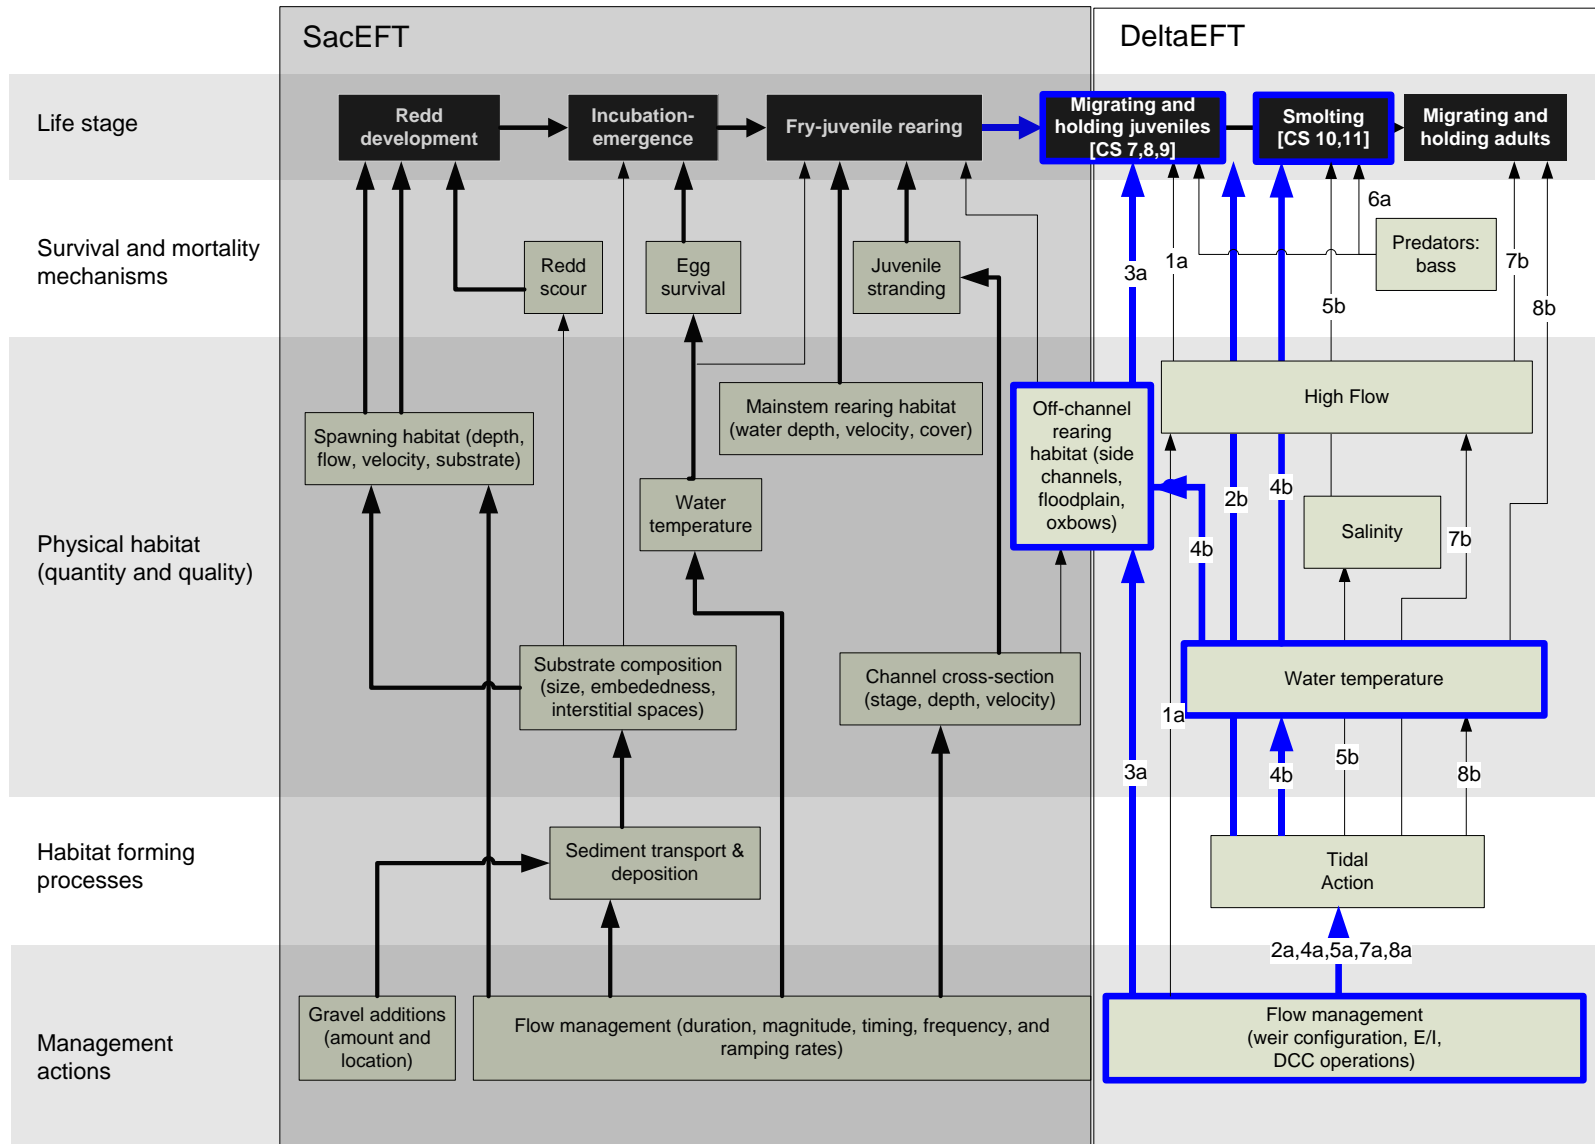 SacEFT
DeltaEFT
Life stage
Redd
development
Incubation-
emergence
Fry-juvenile rearing
Migrating and
holding juveniles
[CS 7,8,9]
Smolting
[CS 10,11]
Migrating and
holding adults
Survival and mortality
mechanisms
Redd
scour
Egg
survival
Juvenile
stranding
3a
1a
6a
Predators:
bass
7b
5b
8b
Physical habitat
(quantity and quality)
Spawning habitat (depth,
flow, velocity, substrate)
Mainstem rearing habitat
(water depth, velocity, cover)
Off-channel
rearing
habitat (side
channels,
floodplain,
oxbows)
High Flow
Water
temperature
2b
4b
Salinity
4b
7b
Substrate composition
(size, embededness,
interstitial spaces)
Channel cross-section
(stage, depth, velocity)
Water temperature
1a
3a
4b
5b
8b
Habitat forming
processes
Sediment transport &
deposition
Tidal
Action
2a,4a,5a,7a,8a
Management
actions
Gravel additions
(amount and
location)
Flow management (duration, magnitude, timing, frequency, and
ramping rates)
Flow management
(weir configuration, E/I,
DCC operations)